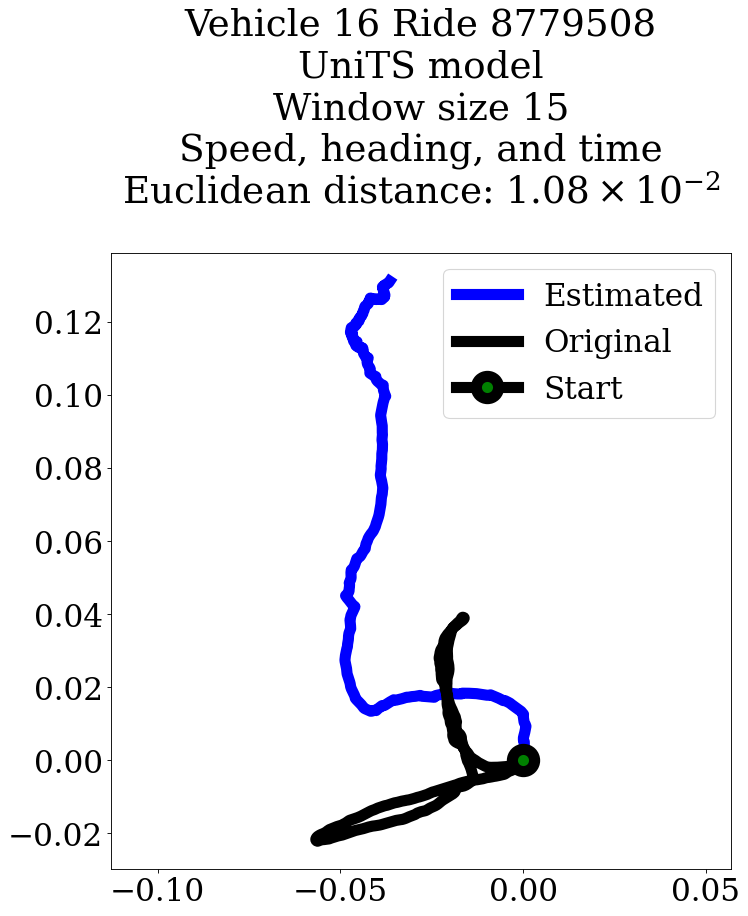 Vehicle 16 Ride 8779508
UniTS model
Window size 15
Speed, heading, and time
Euclidean distance: 1.08 × 10⁻²
Estimated
Original
Start
0.12
0.10
0.08
0.06
0.04
0.02
0.00
−0.02
−0.10 −0.05 0.00 0.05